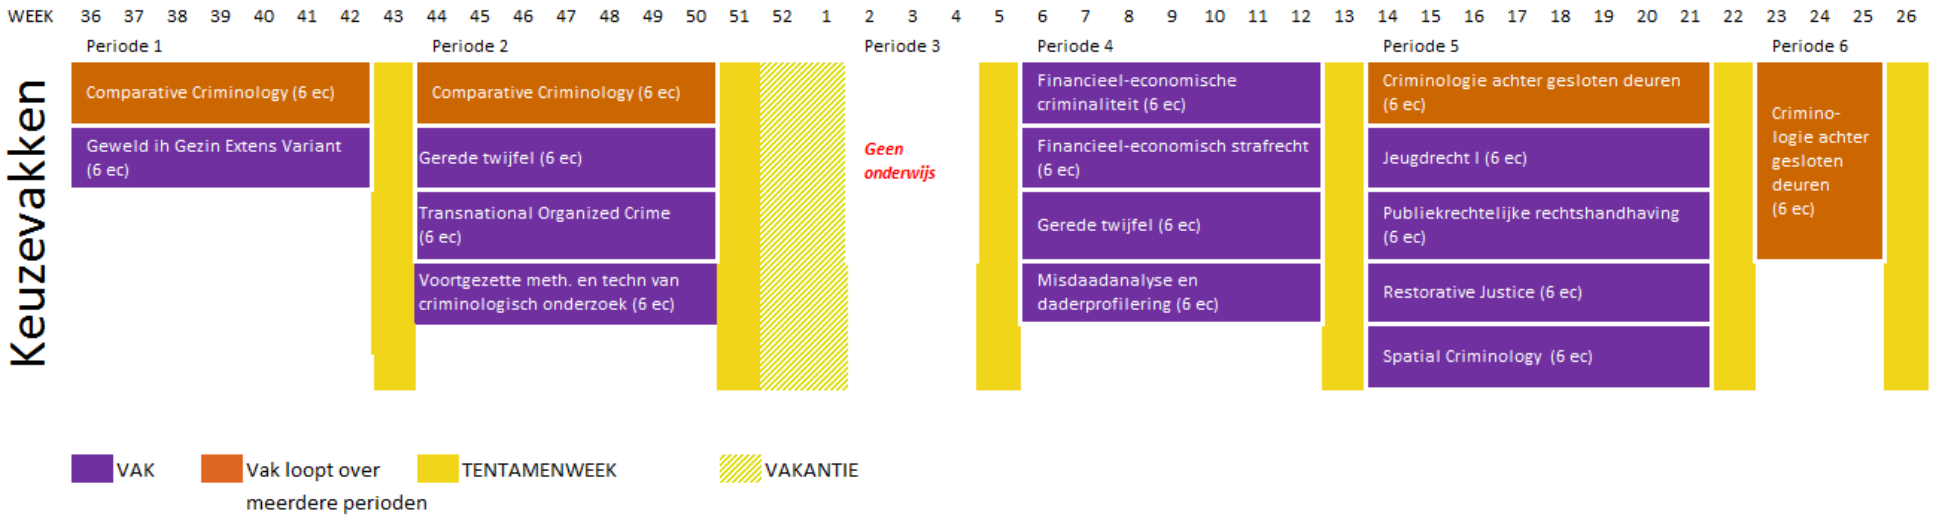 WEEK 36 37 38 39 40 41 42 43 44 45 46 47 48 49 50 51 52 1 2 3 4 5 6 7 8 9 10 11 12 13 14 15 16 17 18 19 20 21 22 23 24 25 26
Periode 1 Periode 2 Periode 3 Periode 4 Periode 5 Periode 6
Keuzevakken
Comparative Criminology (6 ec)
Geweld ih Gezin Extens Variant
(6 ec)
Comparative Criminology (6 ec)
Gerede twijfel (6 ec)
Transnational Organized Crime
(6 ec)
Voortgezette meth. en techn van
criminologisch onderzoek (6 ec)
Geen
onderwijs
Financieel-economische
criminaliteit (6 ec)
Financieel-economisch strafrecht
(6 ec)
Gerede twijfel (6 ec)
Misdaadanalyse en
daderprofilering (6 ec)
Criminologie achter gesloten deuren
(6 ec)
Jeugdrecht I (6 ec)
Publiekrechtelijke rechtshandhaving
(6 ec)
Restorative Justice (6 ec)
Spatial Criminology (6 ec)
Crimino-
logie achter
gesloten
deuren
(6 ec)
VAK
Vak loopt over
meerdere perioden
TENTAMENWEEK
VAKANTIE